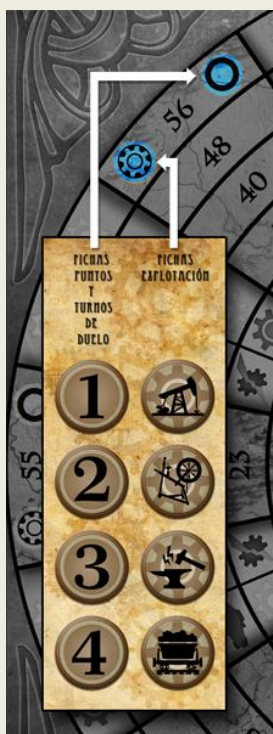 56
48
40
FICHAS
PUNTOS
Y
TURNOS
DE
DUELO
FICHAS
EXPLOTACIÓN
1
2
3
4
55
23